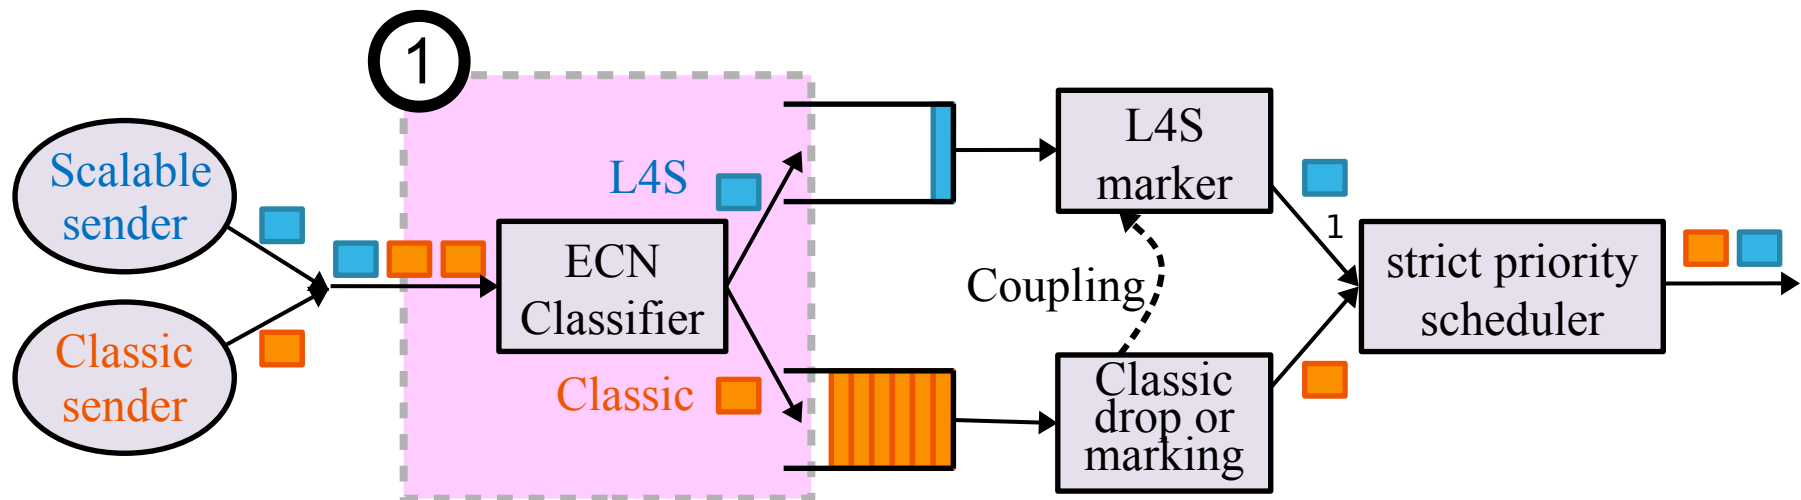 1
Scalable
sender
Classic
sender
ECN
Classifier
L4S
Classic
L4S
marker
Coupling
Classic
drop or
marking
1
strict priority
scheduler